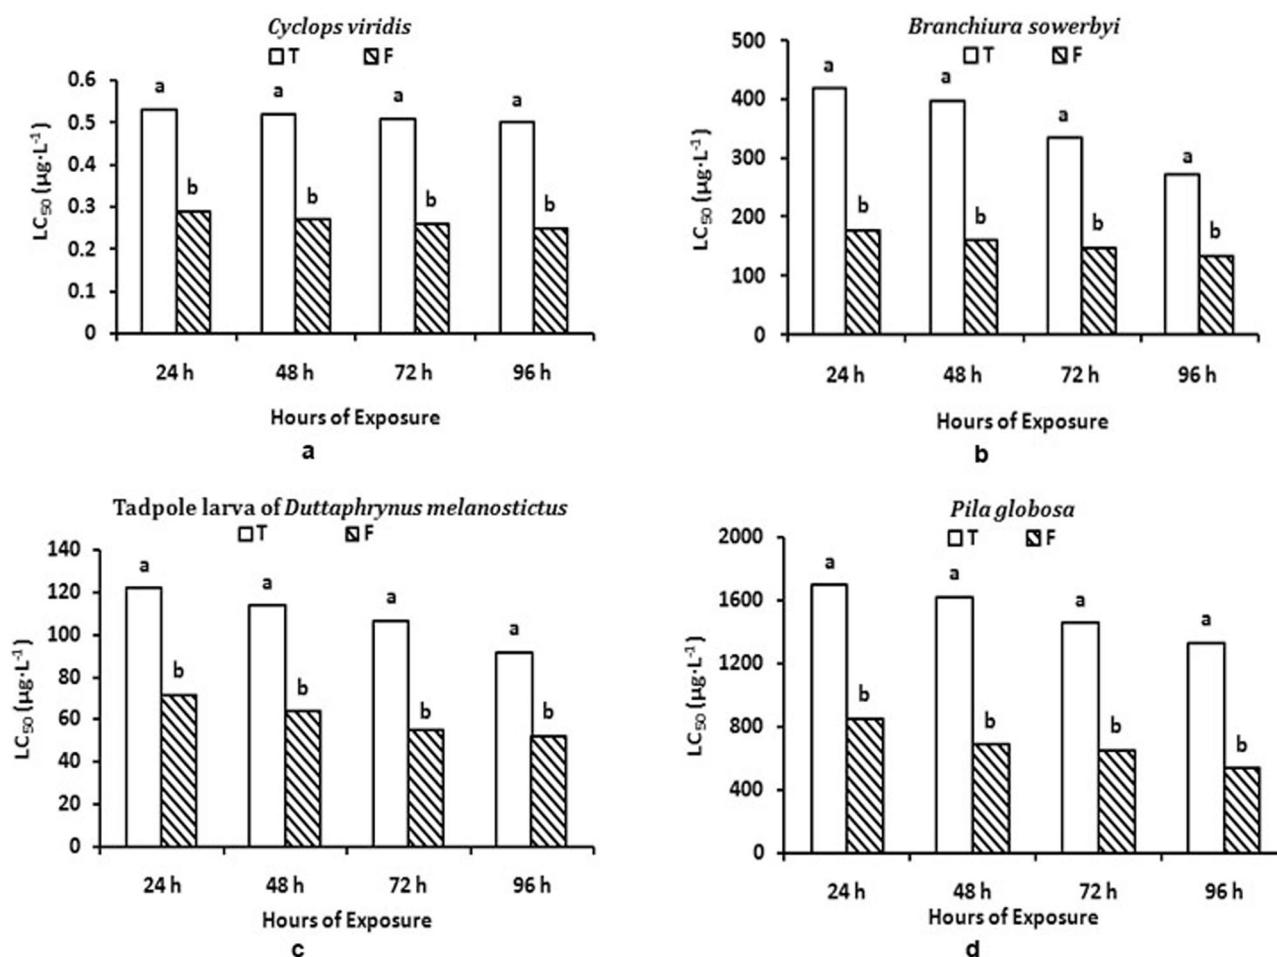 Cyclops viridis
T F
0.6
0.5
0.4
0.3
0.2
0.1
0
LC50 (µg·L-1)
a a a a
b b b b
24 h 48 h 72 h 96 h
Hours of Exposure
a
Branchiura sowerbyi
T F
500
400
300
200
100
0
LC50 (µg·L-1)
a a a a
b b b b
24 h 48 h 72 h 96 h
Hours of Exposure
b
Tadpole larva of Duttaphrynus melanostictus
T F
140
120
100
80
60
40
20
0
LC50 (µg·L-1)
a a a a
b b b b
24 h 48 h 72 h 96 h
Hours of Exposure
c
Pila globosa
T F
2000
1600
1200
800
400
0
LC50 (µg·L-1)
a a a a
b b b b
24 h 48 h 72 h 96 h
Hours of Exposure
d